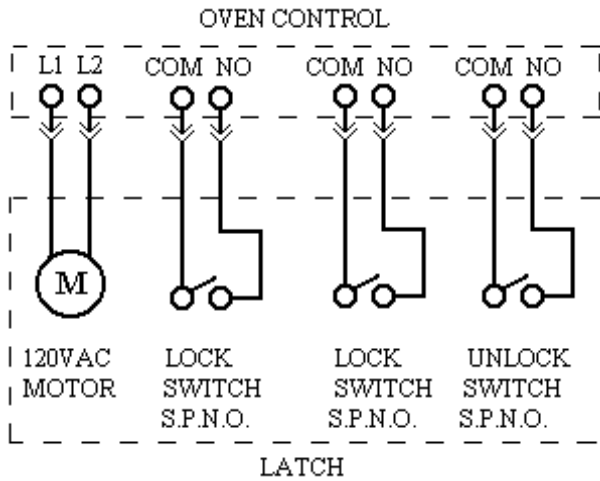 OVEN CONTROL
L1 L2 COM NO COM NO COM NO
M
120VAC LOCK LOCK UNLOCK
MOTOR SWITCH SWITCH SWITCH
S.P.N.O. S.P.N.O. S.P.N.O.
LATCH